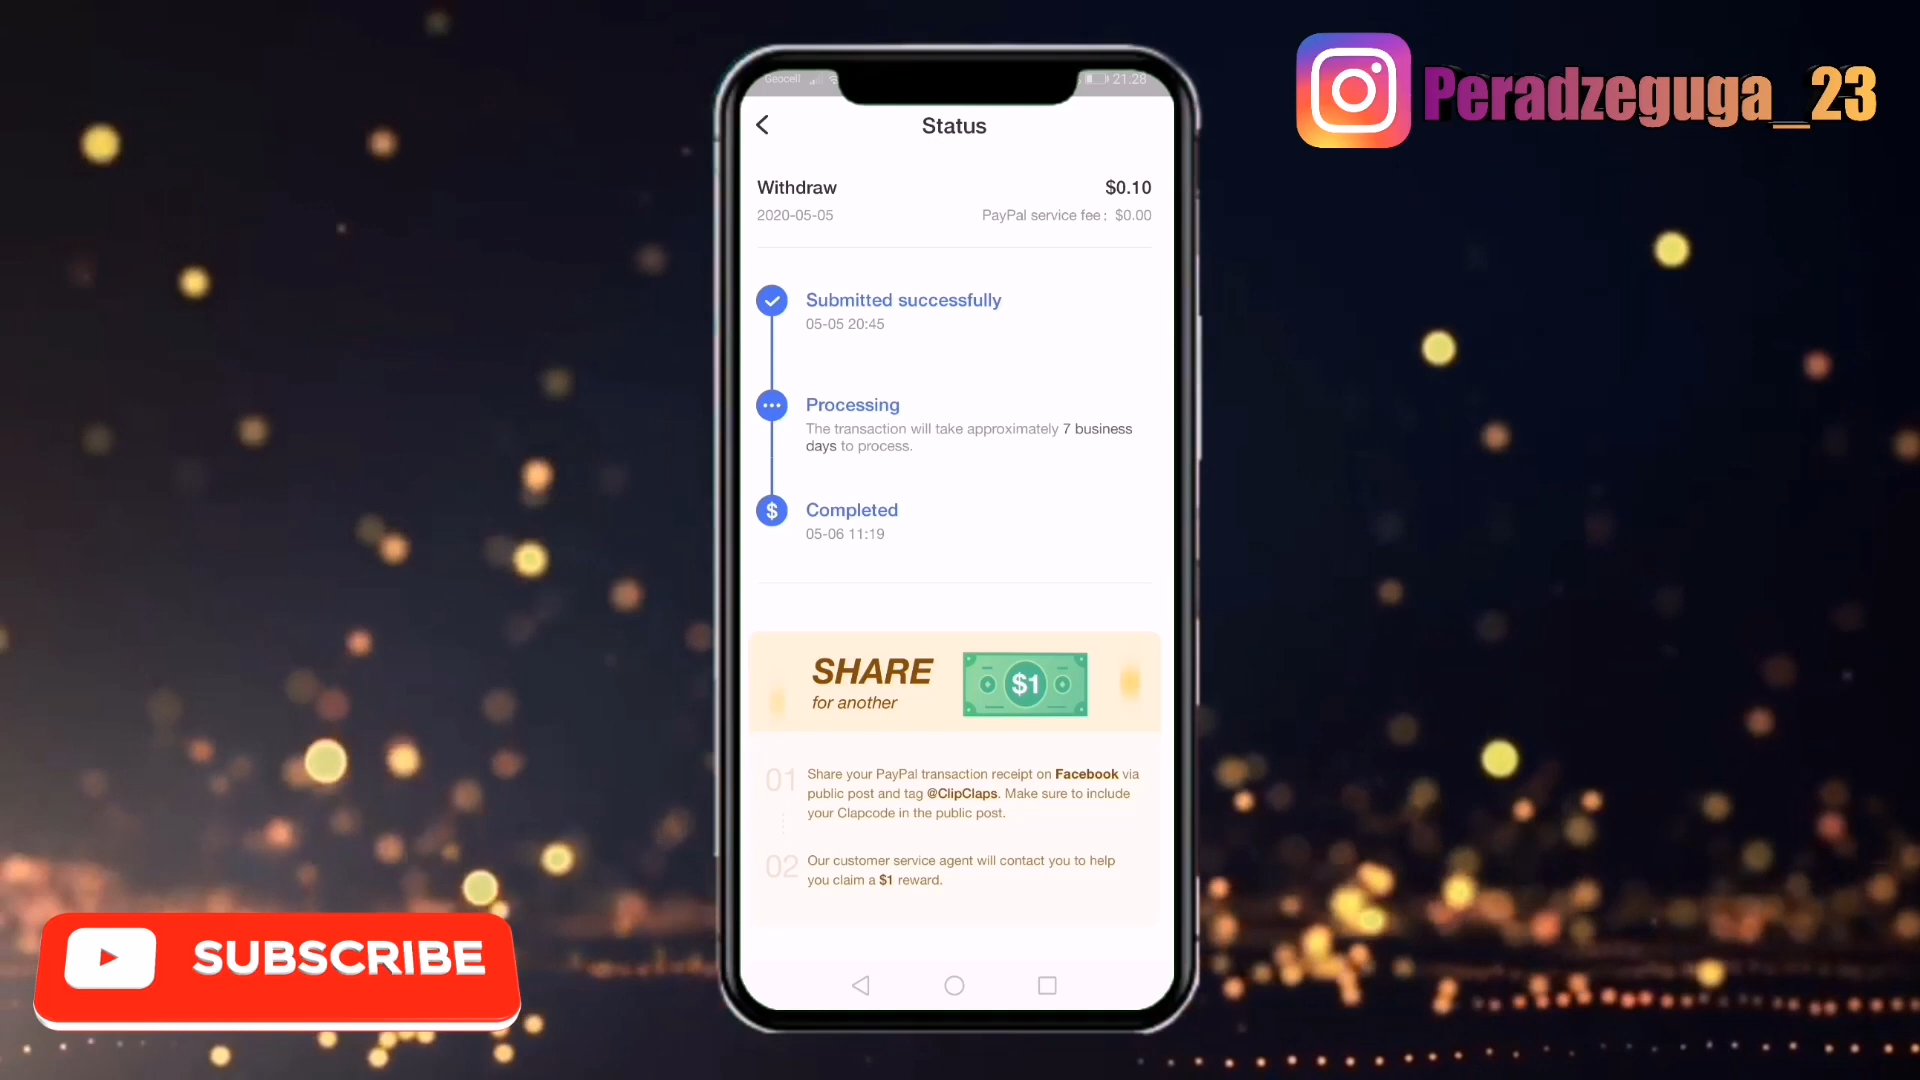 Geocell
21.28
Peradzeguga_23
Status
Withdraw
$0.10
2020-05-05
PayPal service fee : $0.00
Submitted successfully
05-05 20:45
Processing
The transaction will take approximately 7 business
days to process.
$
Completed
05-06 11:19
SHARE
for another
$1
01
Share your PayPal transaction receipt on Facebook via
public post and tag @ClipClaps. Make sure to include
your Clapcode in the public post.
02
Our customer service agent will contact you to help
you claim a $1 reward.
SUBSCRIBE